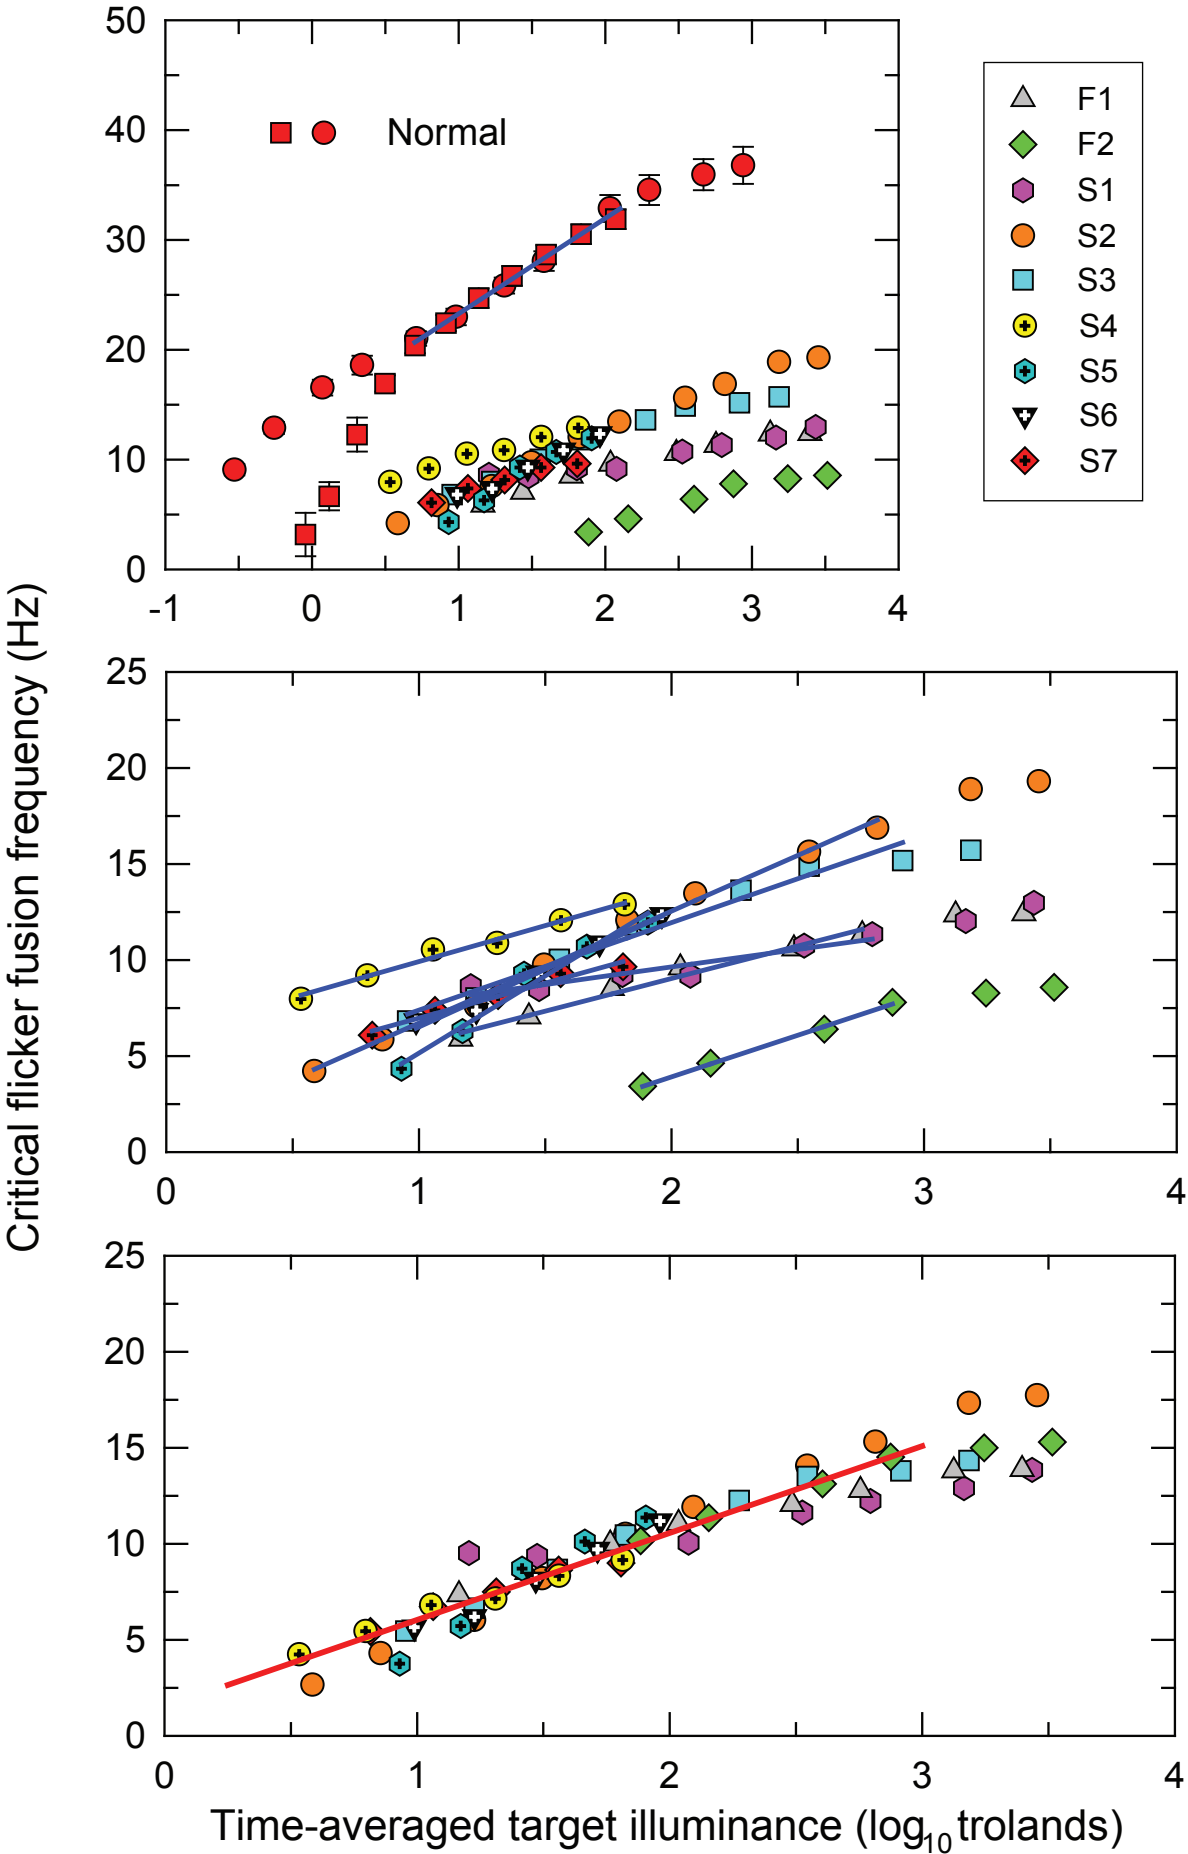 50
40
30
20
10
0
-1
0
1
2
3
4
Normal
F1
F2
S1
S2
S3
S4
S5
S6
S7
Critical flicker fusion frequency (Hz)
25
20
15
10
5
0
0
1
2
3
4
25
20
15
10
5
0
0
1
2
3
4
Time-averaged target illuminance (log10 trolands)